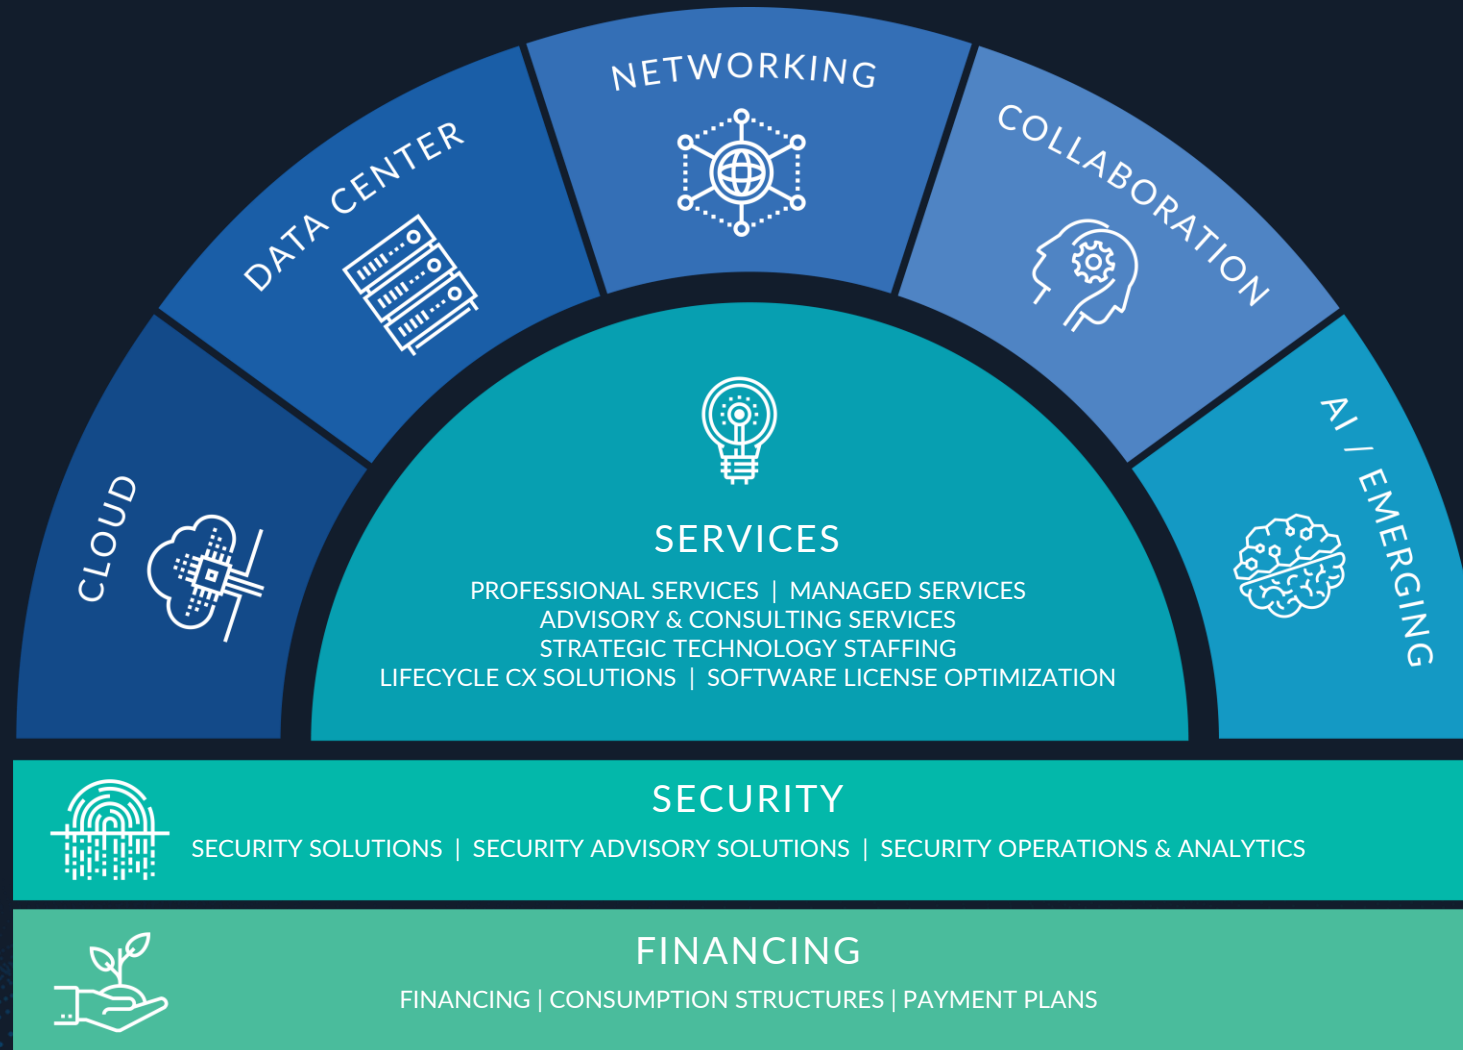 CLOUD
DATA CENTER
NETWORKING
COLLABORATION
AI / EMERGING
SERVICES
PROFESSIONAL SERVICES | MANAGED SERVICES
ADVISORY & CONSULTING SERVICES
STRATEGIC TECHNOLOGY STAFFING
LIFECYCLE CX SOLUTIONS | SOFTWARE LICENSE OPTIMIZATION
SECURITY
SECURITY SOLUTIONS | SECURITY ADVISORY SOLUTIONS | SECURITY OPERATIONS & ANALYTICS
FINANCING
FINANCING | CONSUMPTION STRUCTURES | PAYMENT PLANS